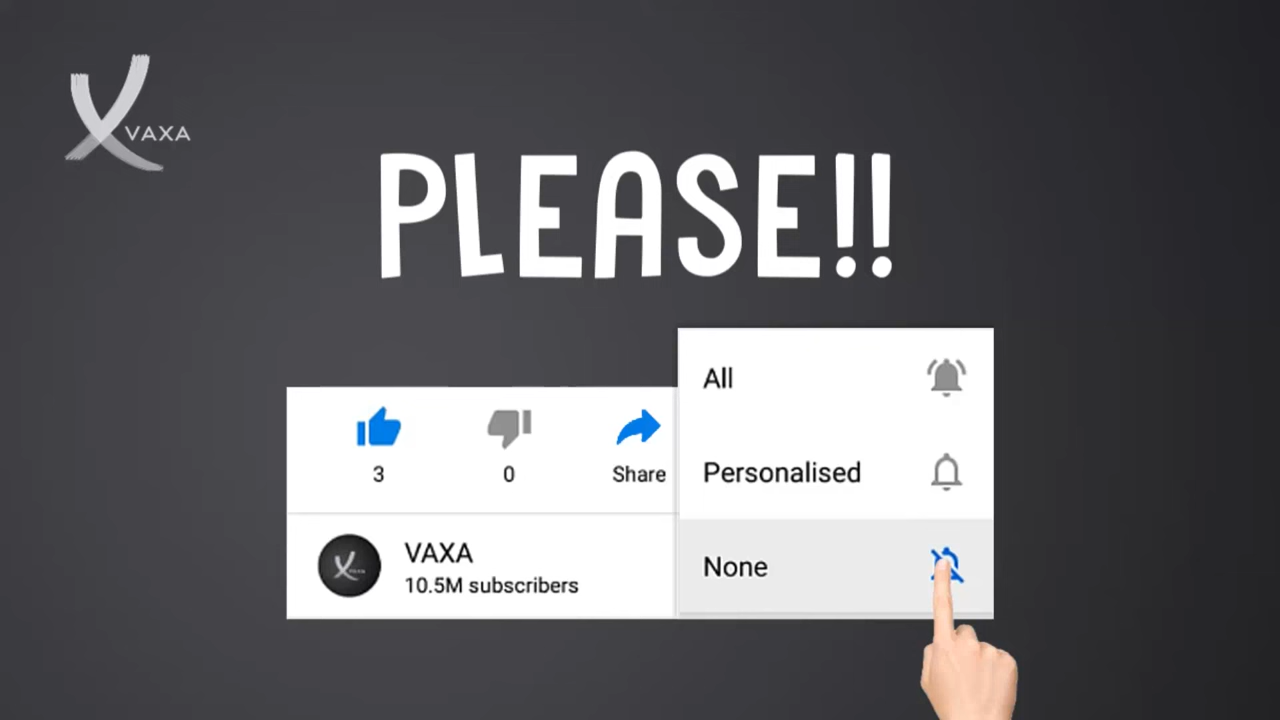 VAXA
PLEASE!!
All
Personalised
None
3
0
Share
VAXA
10.5M subscribers